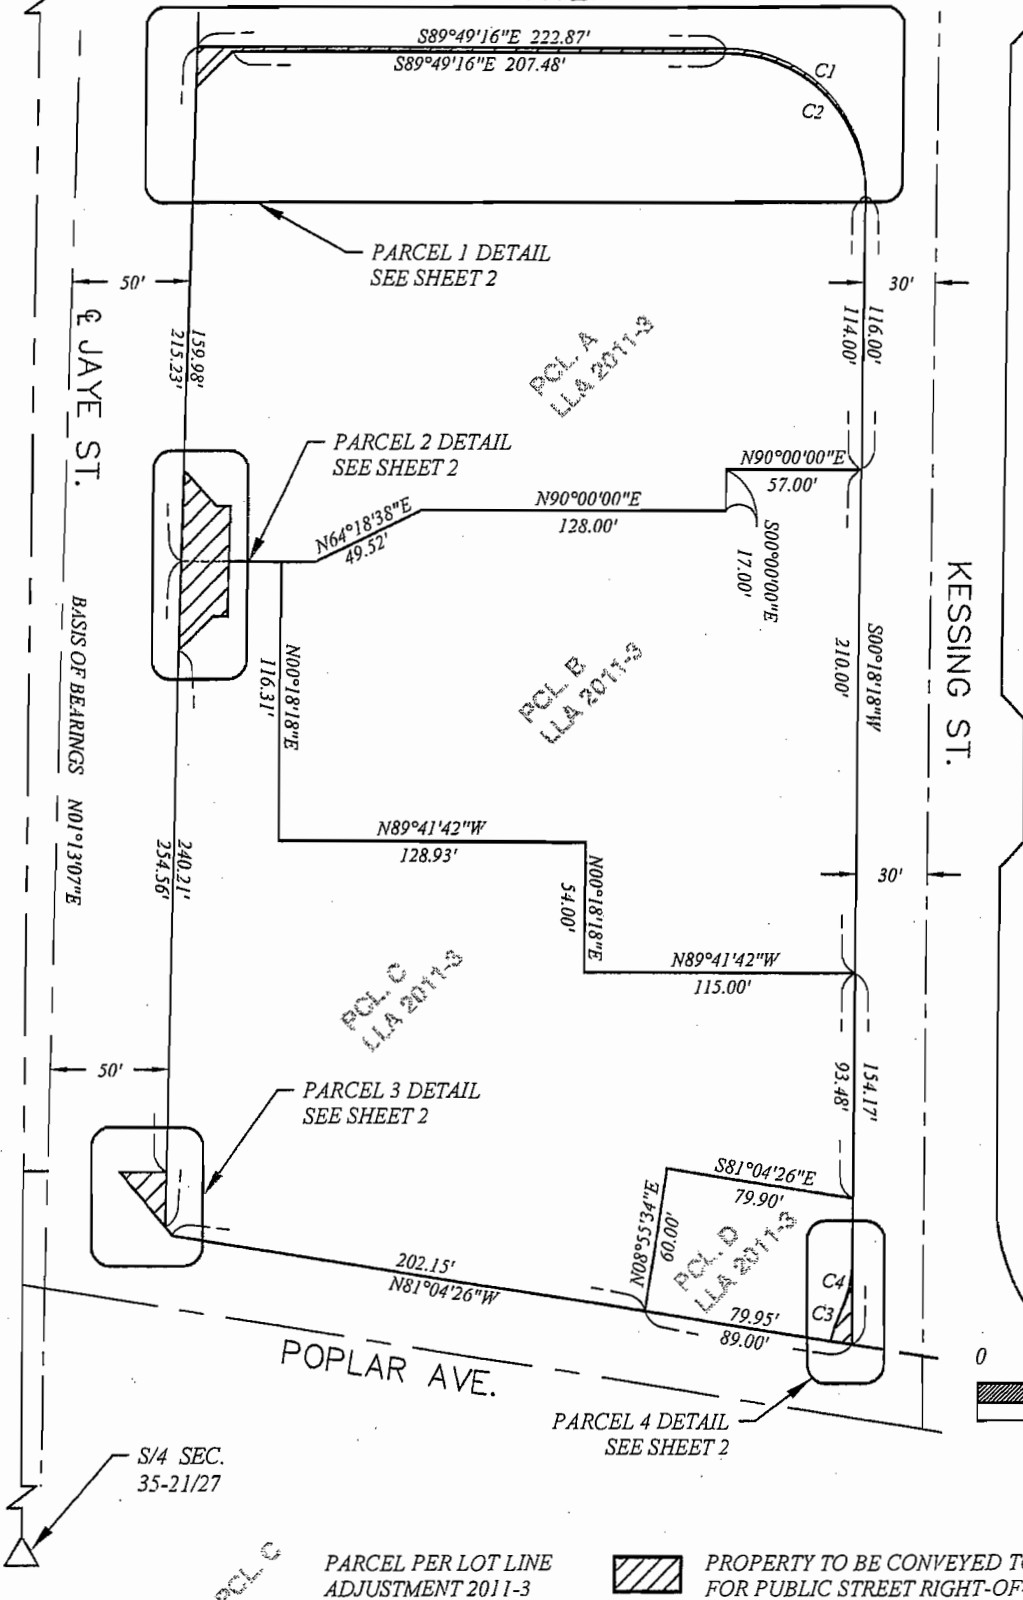 S89°49'16"E 222.87'
S89°49'16"E 207.48'
C1
C2
PARCEL 1 DETAIL
SEE SHEET 2
50'
30'
℄ JAYE ST.
159.98'
215.23'
116.00'
114.00'
PCL. A
LLA 2011-3
PARCEL 2 DETAIL
SEE SHEET 2
N90°00'00"E
57.00'
N64°18'38"E
49.52'
N90°00'00"E
128.00'
S00°00'00"E
17.00'
KESSING ST.
BASIS OF BEARINGS N01°13'07"E
N00°18'18"E
116.31'
PCL. B
LLA 2011-3
S00°18'18"W
210.00'
N89°41'42"W
128.93'
240.21'
254.56'
30'
N00°18'18"E
54.00'
N89°41'42"W
115.00'
PCL. C
LLA 2011-3
50'
PARCEL 3 DETAIL
SEE SHEET 2
154.17'
93.48'
S81°04'26"E
79.90'
N08°55'34"E
60.00'
PCL. D
LLA 2011-3
202.15'
N81°04'26"W
C4
C3
79.95'
89.00'
POPLAR AVE.
0
PARCEL 4 DETAIL
SEE SHEET 2
S/4 SEC.
35-21/27
PCL. C
PARCEL PER LOT LINE
ADJUSTMENT 2011-3
PROPERTY TO BE CONVEYED TO
FOR PUBLIC STREET RIGHT-OF-